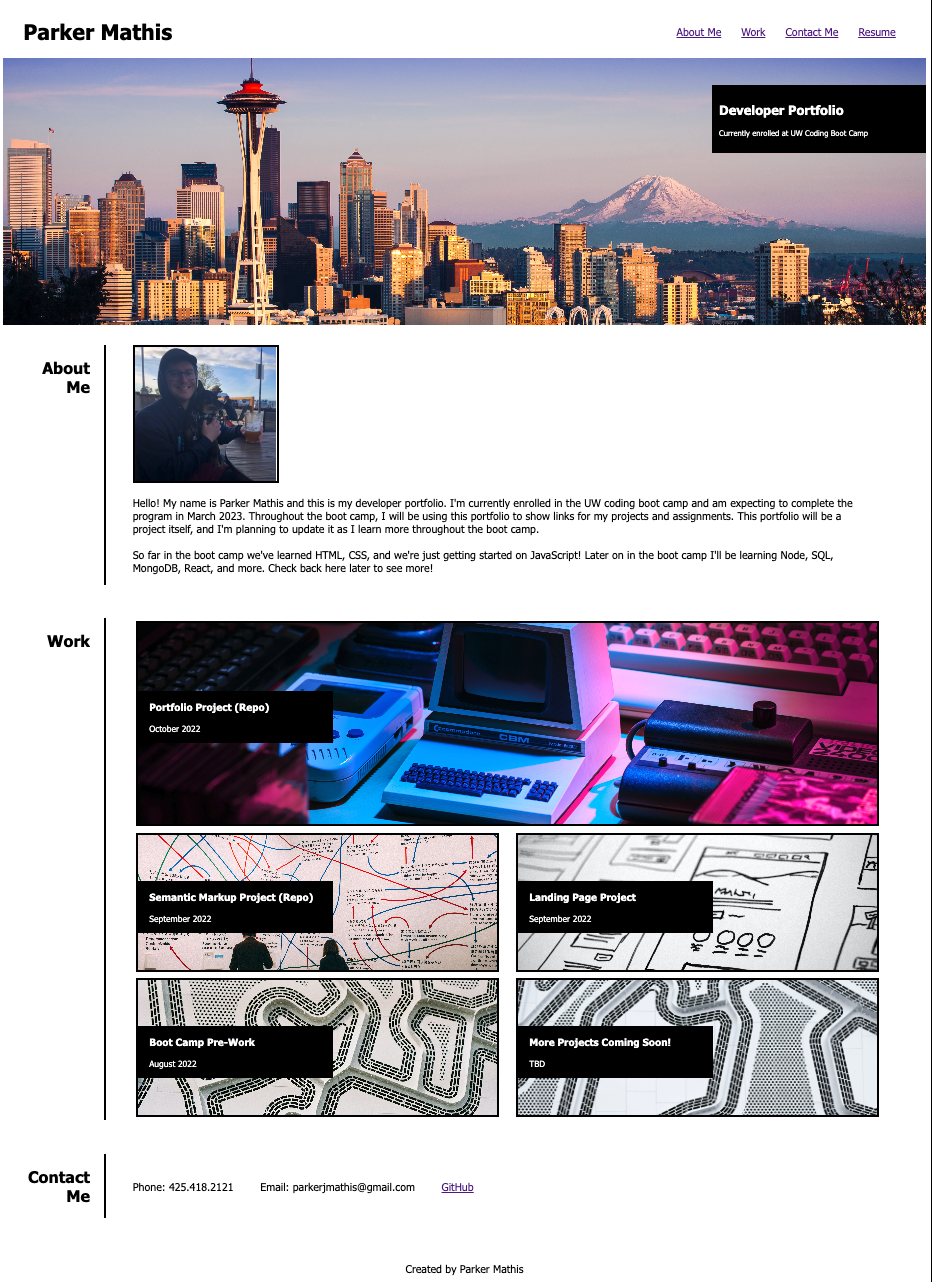 Parker Mathis
About Me
Work
Contact Me
Resume
Developer Portfolio
Currently enrolled at UW Coding Boot Camp
About
Me
Hello! My name is Parker Mathis and this is my developer portfolio. I'm currently enrolled in the UW coding boot camp and am expecting to complete the
program in March 2023. Throughout the boot camp, I will be using this portfolio to show links for my projects and assignments. This portfolio will be a
project itself, and I'm planning to update it as I learn more throughout the boot camp.
So far in the boot camp we've learned HTML, CSS, and we're just getting started on JavaScript! Later on in the boot camp I'll be learning Node, SQL,
MongoDB, React, and more. Check back here later to see more!
Work
commodore
CBM
VIDEO
Portfolio Project (Repo)
October 2022
Semantic Markup Project (Repo)
September 2022
Landing Page Project
September 2022
Boot Camp Pre-Work
August 2022
More Projects Coming Soon!
TBD
Contact
Me
Phone: 425.418.2121
Email: parkerjmathis@gmail.com
GitHub
Created by Parker Mathis